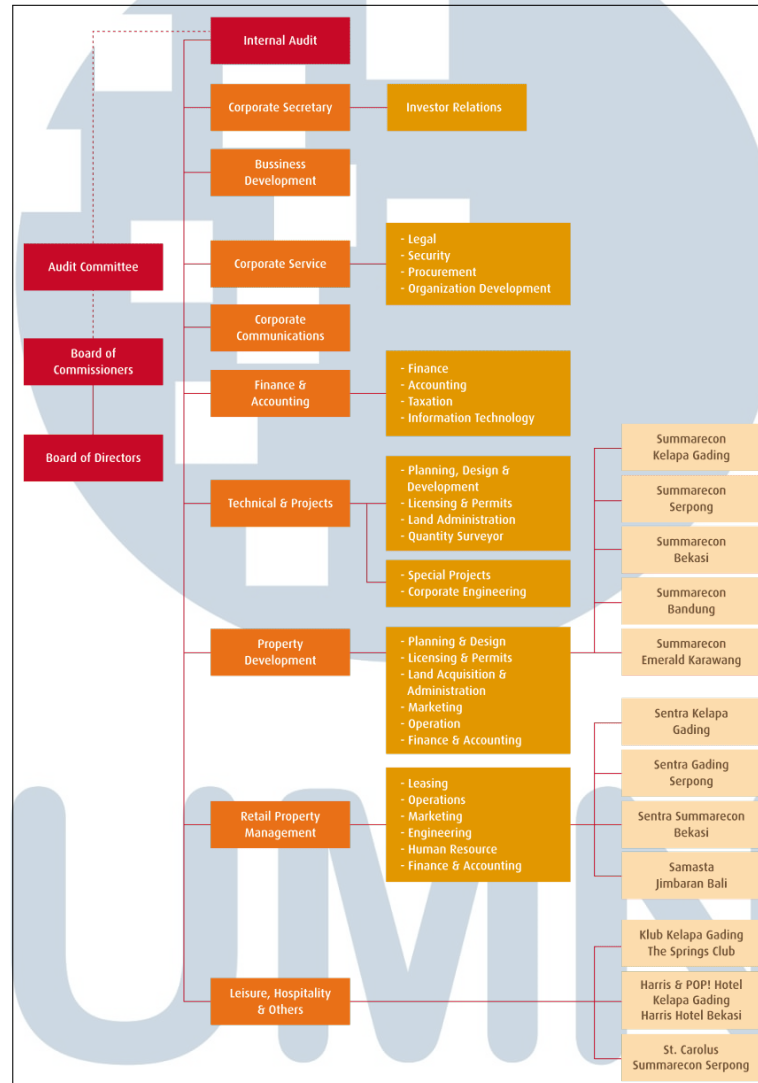 Internal Audit
Corporate Secretary
Investor Relations
Bussiness
Development
Audit Committee
Corporate Service
- Legal
- Security
- Procurement
- Organization Development
Corporate
Communications
Board of
Commissioners
Finance &
Accounting
- Finance
- Accounting
- Taxation
- Information Technology
Board of Directors
Technical & Projects
- Planning, Design &
Development
- Licensing & Permits
- Land Administration
- Quantity Surveyor
- Special Projects
- Corporate Engineering
Summarecon
Kelapa Gading
Summarecon
Serpong
Summarecon
Bekasi
Summarecon
Bandung
Summarecon
Emerald Karawang
Property
Development
- Planning & Design
- Licensing & Permits
- Land Acquisition &
Administration
- Marketing
- Operation
- Finance & Accounting
Retail Property
Management
- Leasing
- Operations
- Marketing
- Engineering
- Human Resource
- Finance & Accounting
Sentra Kelapa
Gading
Sentra Gading
Serpong
Sentra Summarecon
Bekasi
Samasta
Jimbaran Bali
Leisure, Hospitality
& Others
Klub Kelapa Gading
The Springs Club
Harris & POP! Hotel
Kelapa Gading
Harris Hotel Bekasi
St. Carolus
Summarecon Serpong
UMN